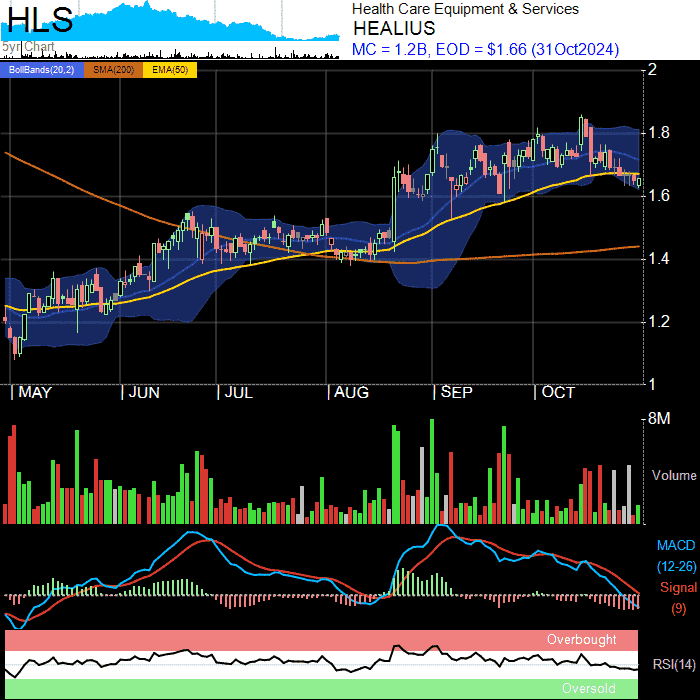 HLS
5yr Chart
Health Care Equipment & Services
HEALIUS
MC = 1.2B, EOD = $1.66 (31Oct2024)
BollBands(20,2) SMA(200) EMA(50)
2
1.8
1.6
1.4
1.2
1
MAY JUN JUL AUG SEP OCT
8M
Volume
MACD
(12-26)
Signal
(9)
Overbought
RSI(14)
Oversold